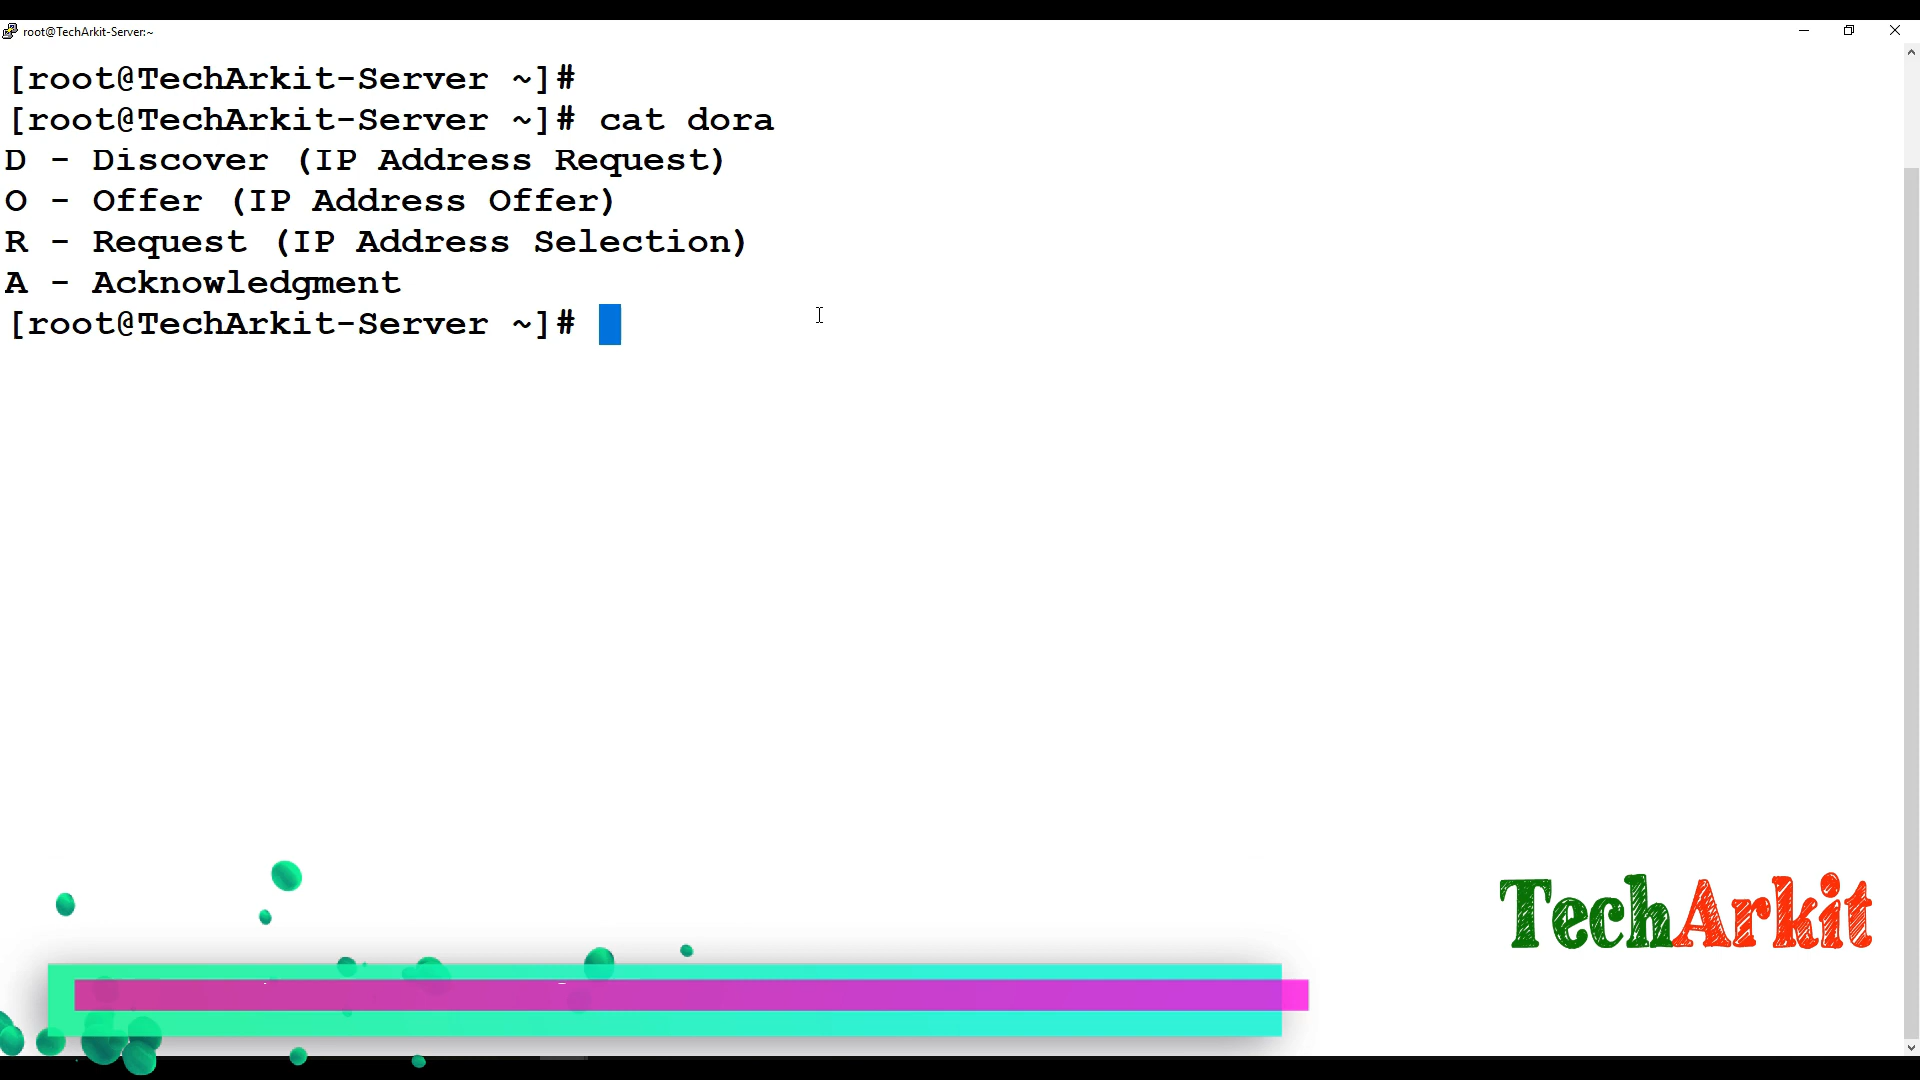 root@TechArkit-Server:~
[root@TechArkit-Server ~]#
[root@TechArkit-Server ~]# cat dora
D - Discover (IP Address Request)
O - Offer (IP Address Offer)
R - Request (IP Address Selection)
A - Acknowledgment
[root@TechArkit-Server ~]#
TechArkit